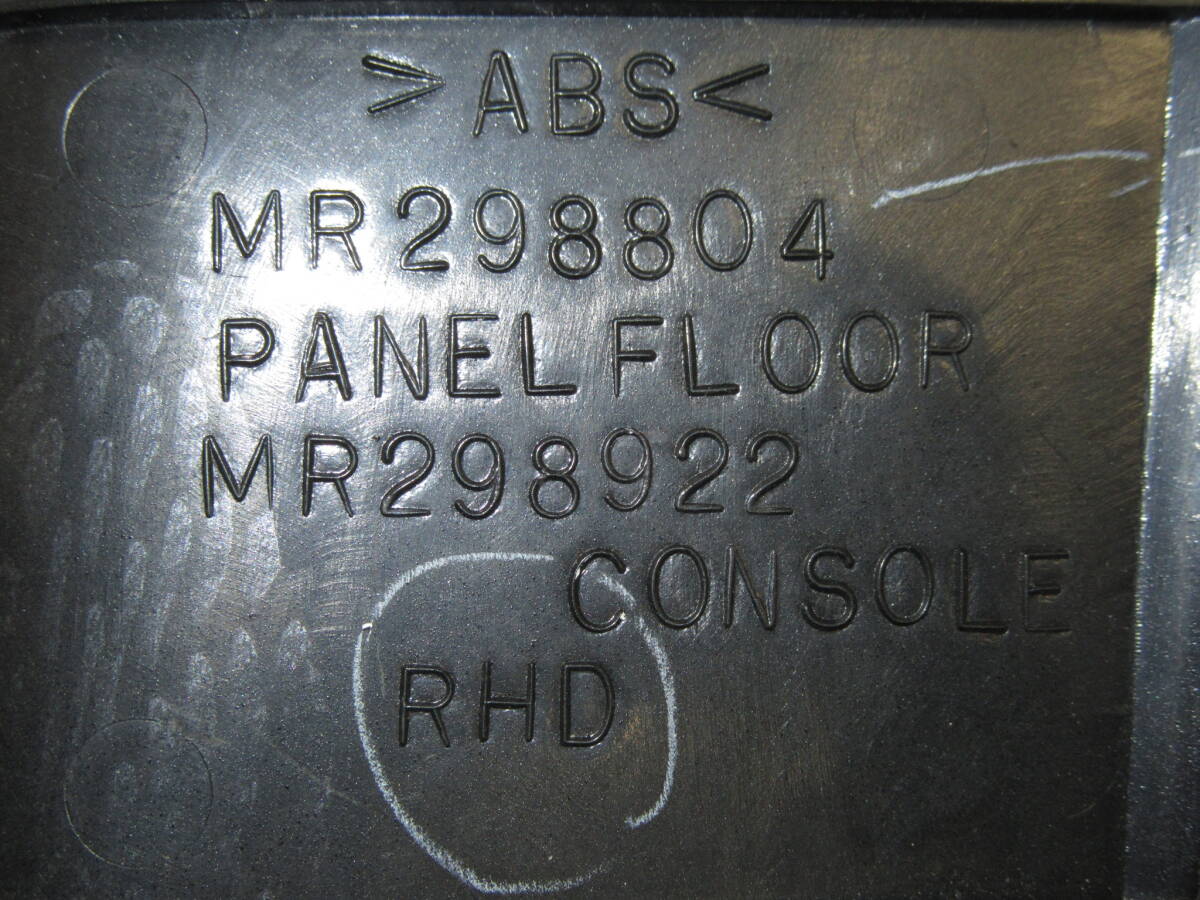 >ABS<
MR298804
PANEL FLOOR
MR298922
CONSOLE
RHD